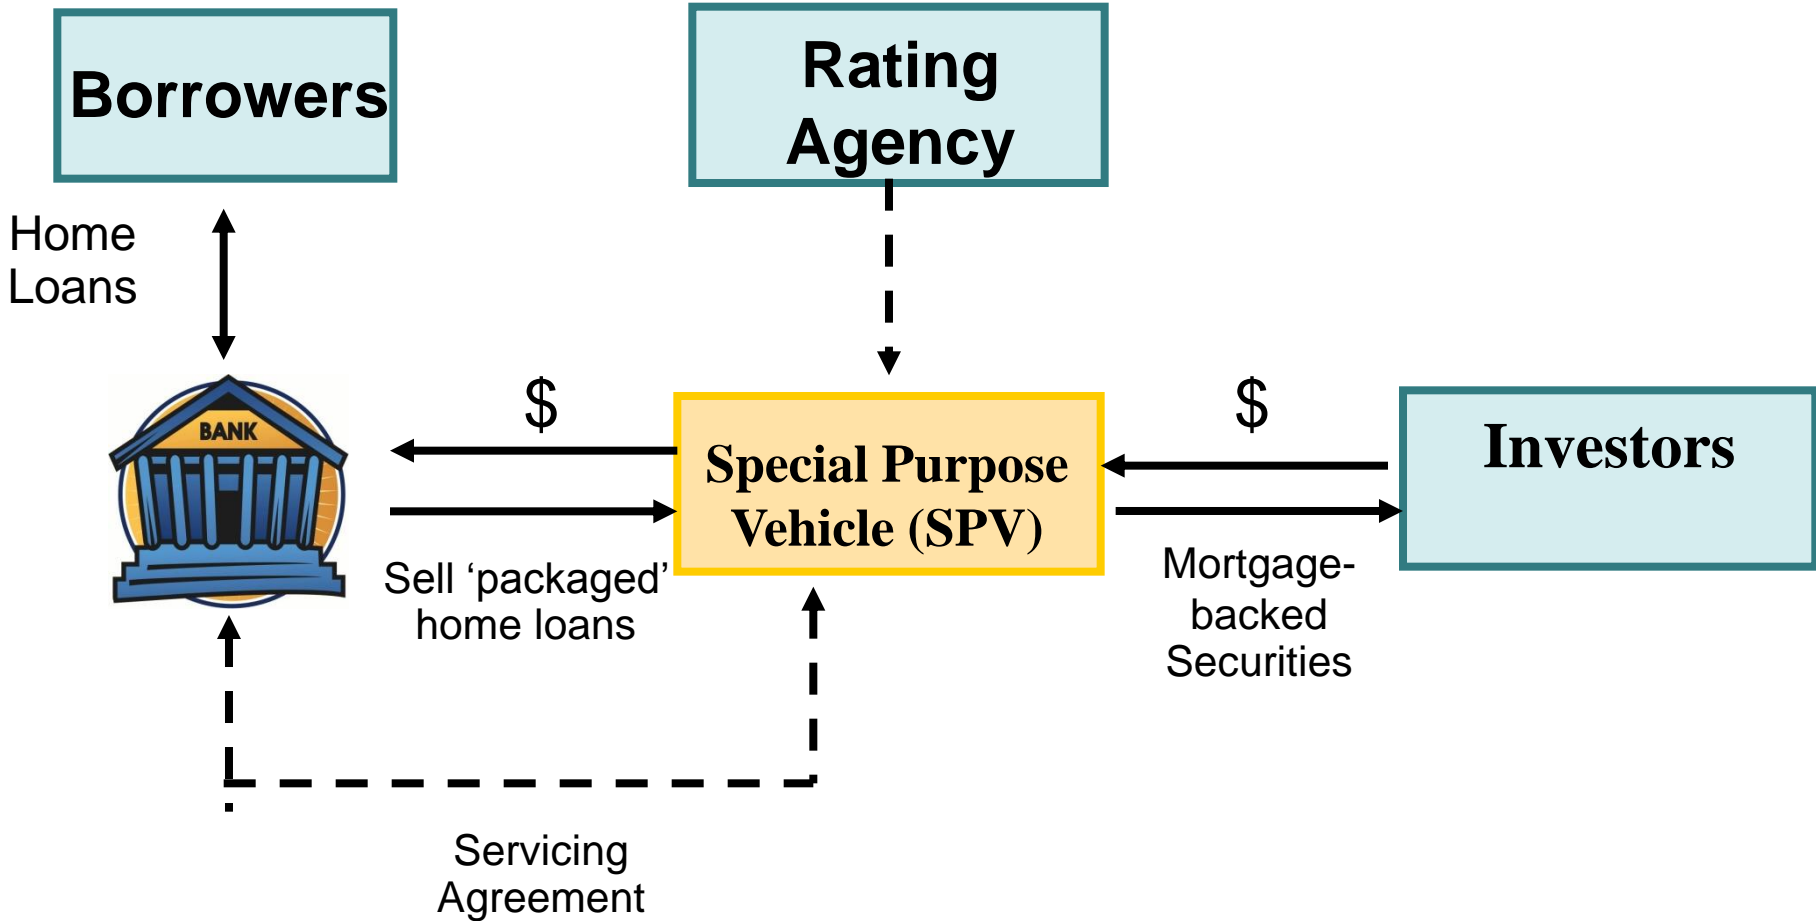 Borrowers
Rating
Agency
Home
Loans
BANK
$
$
Special Purpose
Vehicle (SPV)
Investors
Sell ‘packaged’
home loans
Mortgage-
backed
Securities
Servicing
Agreement